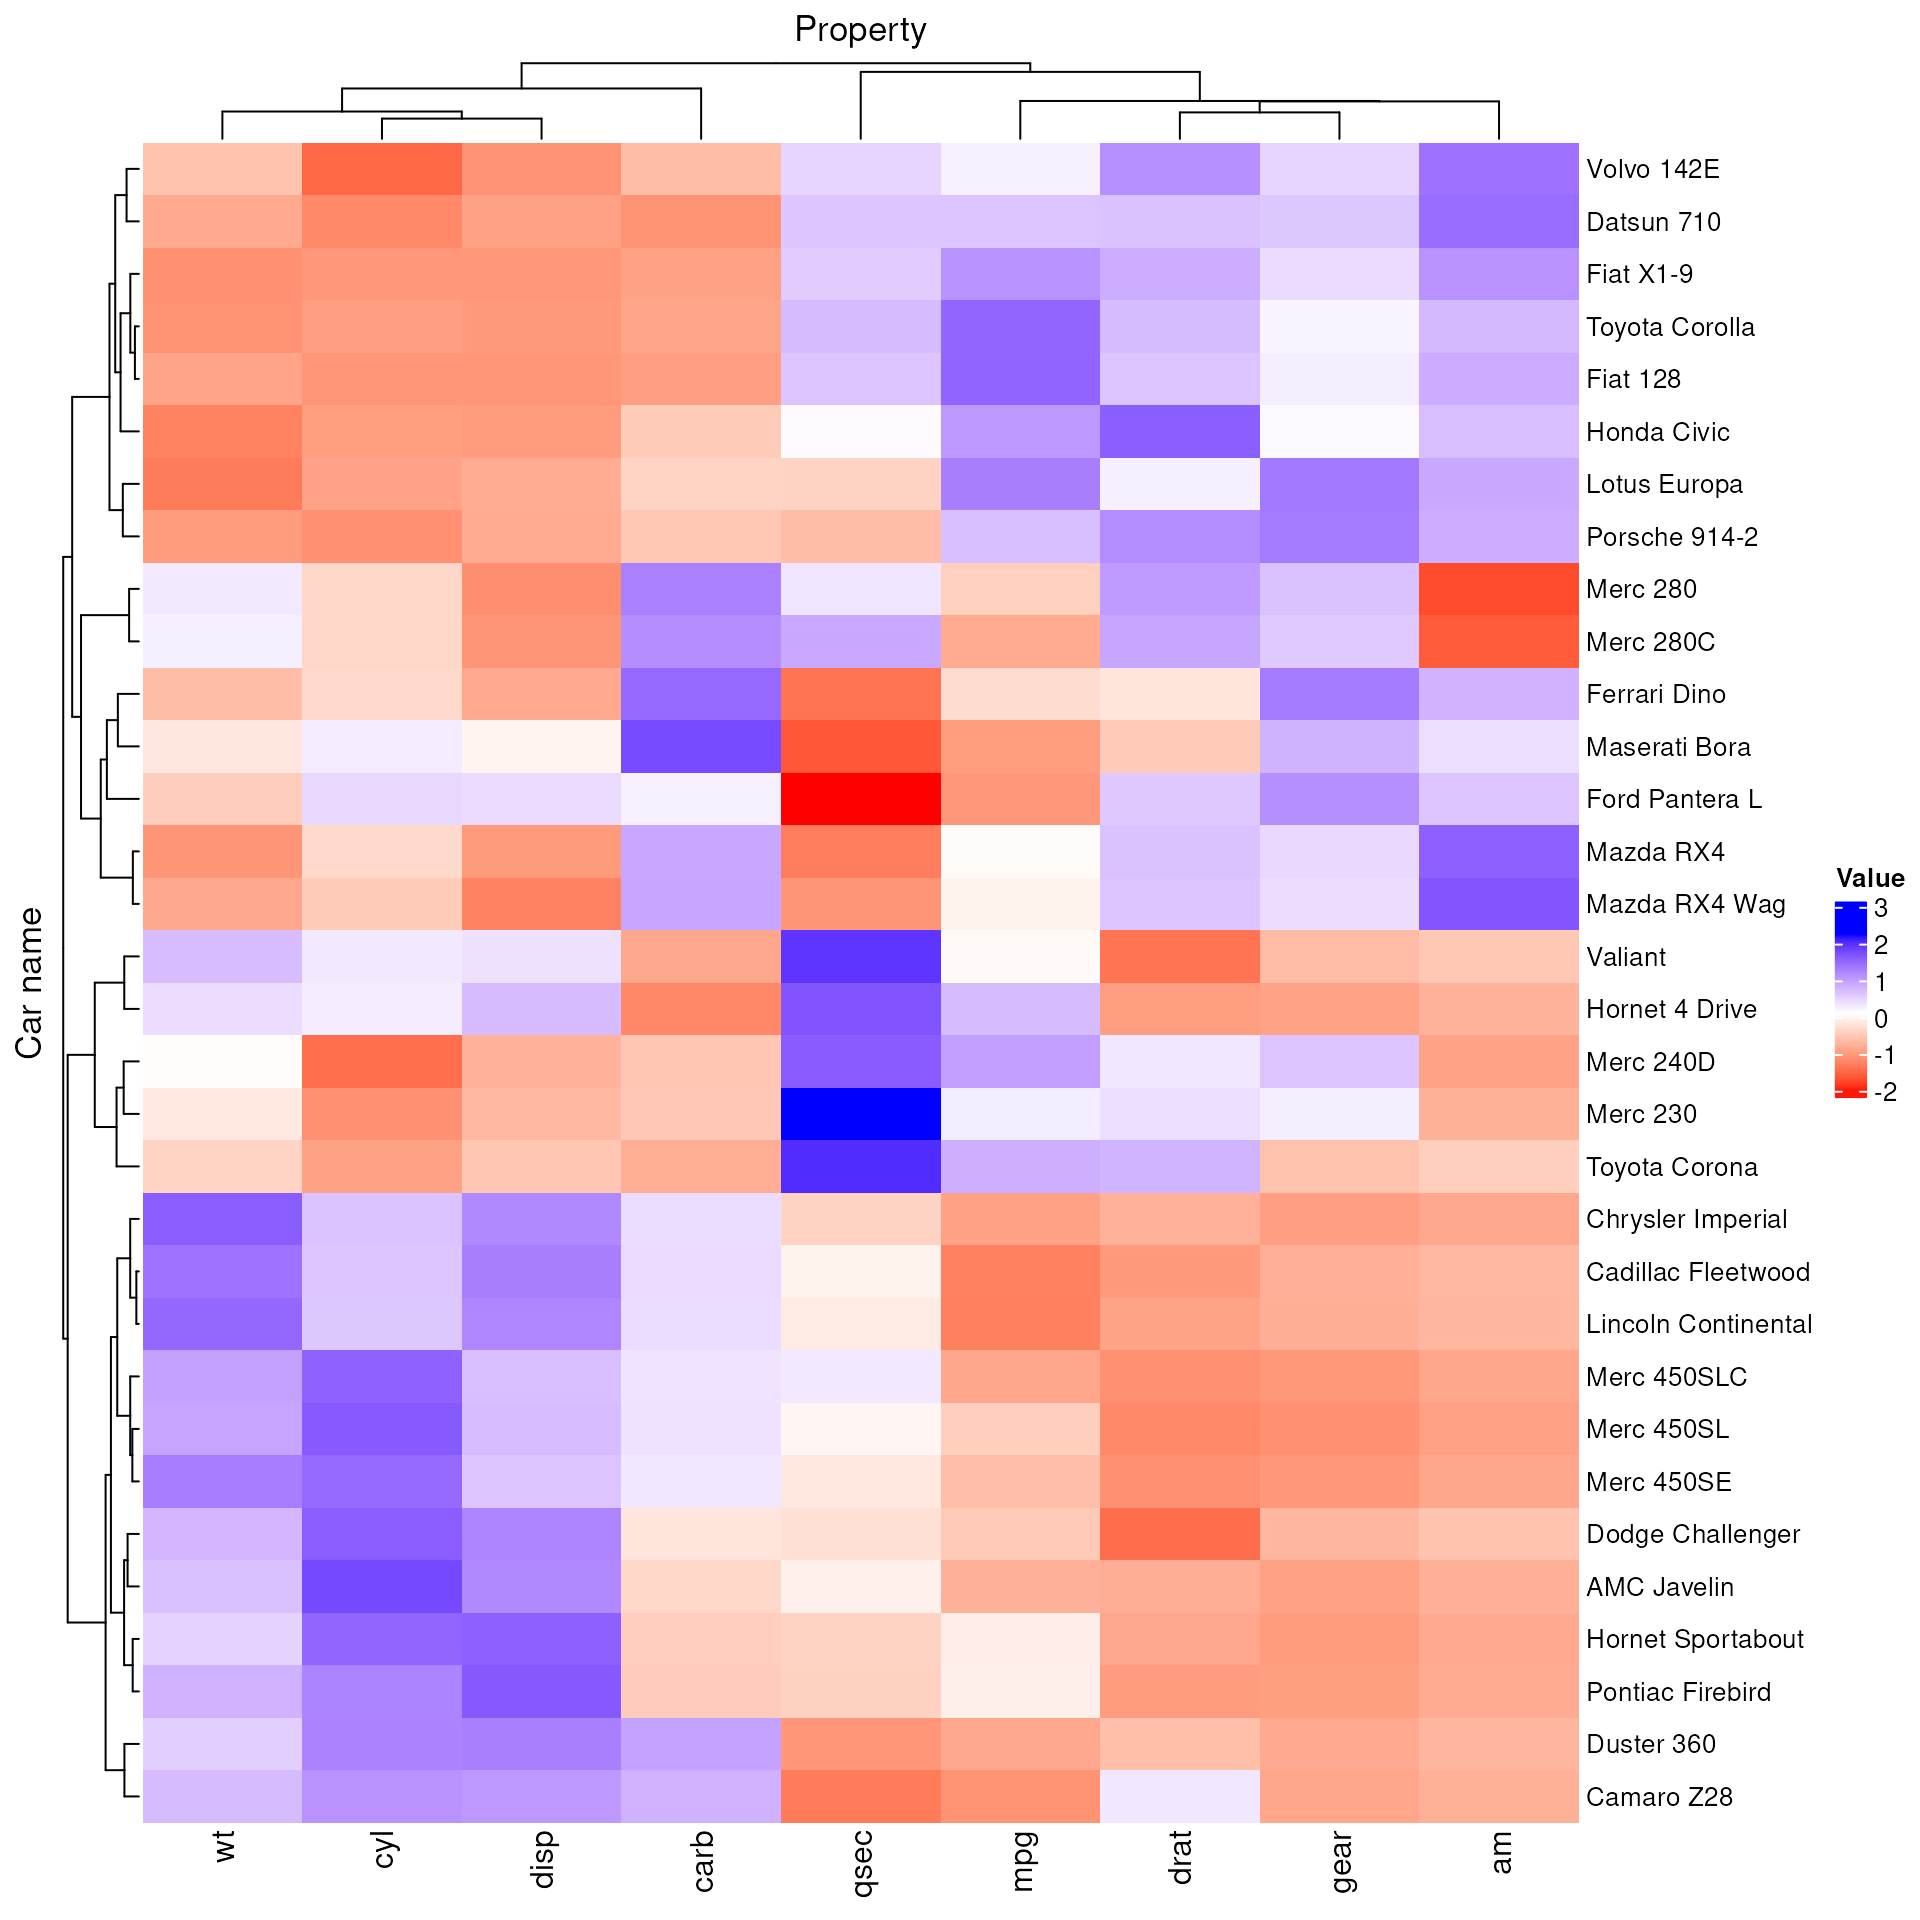 Property
Volvo 142E
Datsun 710
Fiat X1-9
Toyota Corolla
Fiat 128
Honda Civic
Lotus Europa
Porsche 914-2
Merc 280
Merc 280C
Ferrari Dino
Maserati Bora
Ford Pantera L
Mazda RX4
Mazda RX4 Wag
Valiant
Hornet 4 Drive
Merc 240D
Merc 230
Toyota Corona
Chrysler Imperial
Cadillac Fleetwood
Lincoln Continental
Merc 450SLC
Merc 450SL
Merc 450SE
Dodge Challenger
AMC Javelin
Hornet Sportabout
Pontiac Firebird
Duster 360
Camaro Z28
Car name
wt cyl disp carb qsec mpg drat gear am
Value
3
2
1
0
-1
-2